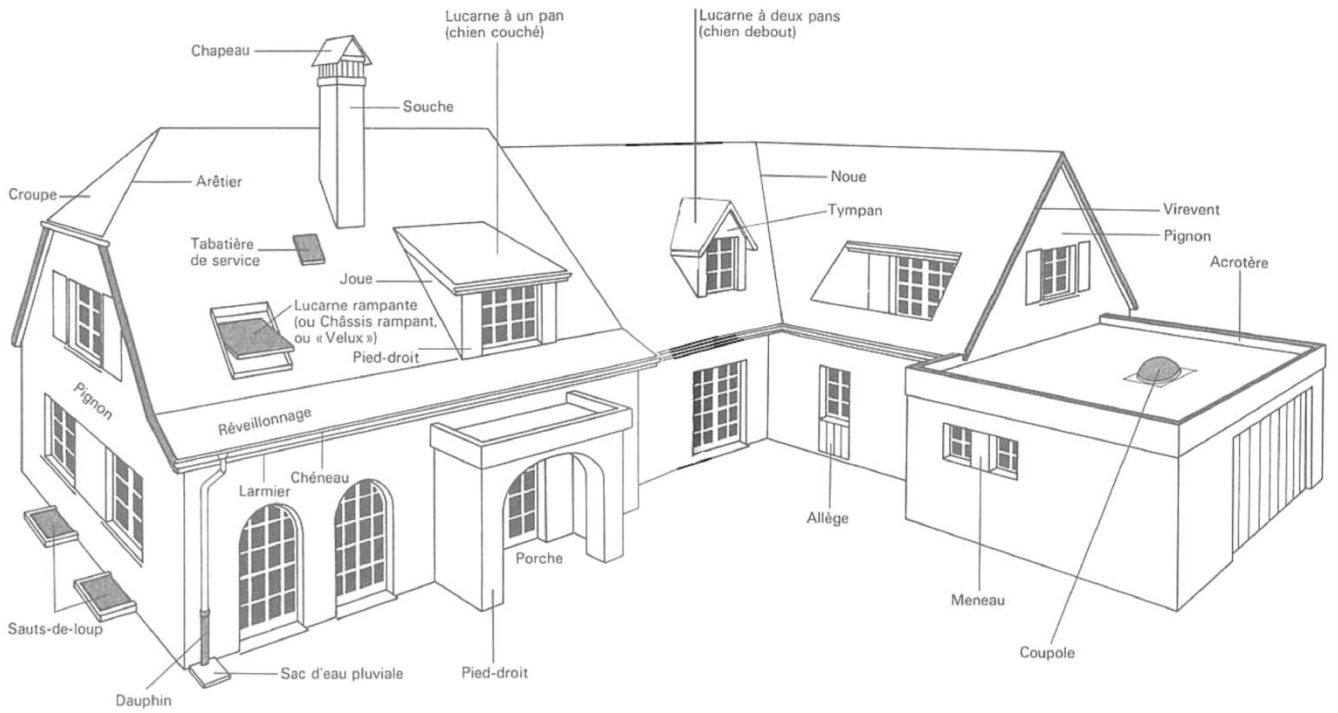 Lucarne à un pan
(chien couché)
Lucarne à deux pans
(chien debout)
Chapeau
Souche
Croupe
Arêtier
Noue
Tympan
Virevent
Pignon
Acrotère
Tabatière
de service
Joue
Lucarne rampante
(ou Châssis rampant,
ou « Velux »)
Pied-droit
Pignon
Réveillonnage
Larmier
Chéneau
Porche
Allège
Meneau
Coupole
Sauts-de-loup
Sac d'eau pluviale
Pied-droit
Dauphin